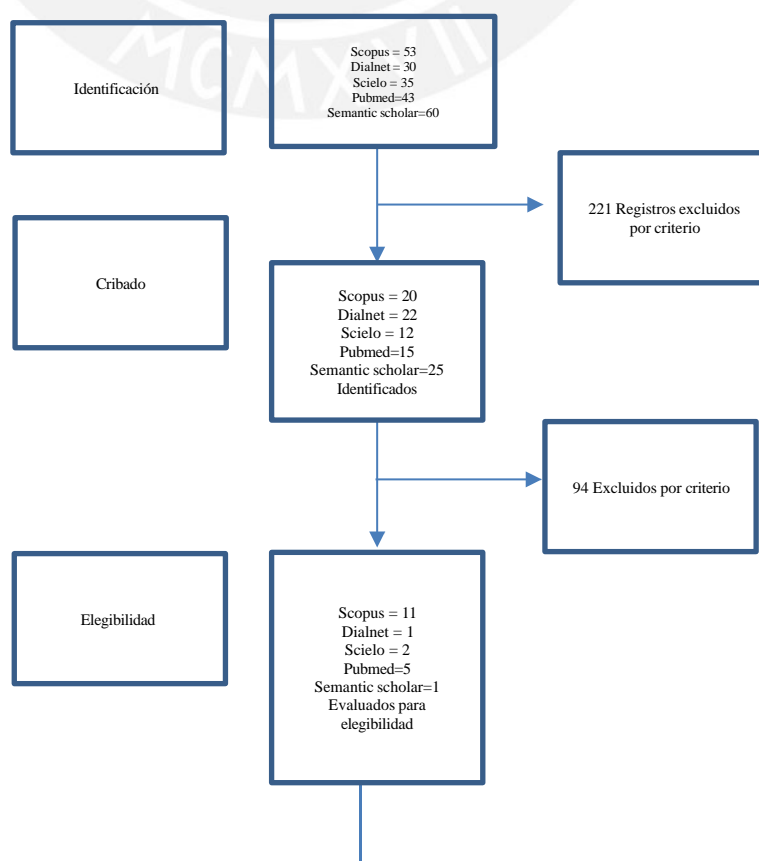 MCMXVII
Identificación
Scopus = 53
Dialnet = 30
Scielo = 35
Pubmed=43
Semantic scholar=60
221 Registros excluidos
por criterio
Cribado
Scopus = 20
Dialnet = 22
Scielo = 12
Pubmed=15
Semantic scholar=25
Identificados
94 Excluidos por criterio
Elegibilidad
Scopus = 11
Dialnet = 1
Scielo = 2
Pubmed=5
Semantic scholar=1
Evaluados para
elegibilidad